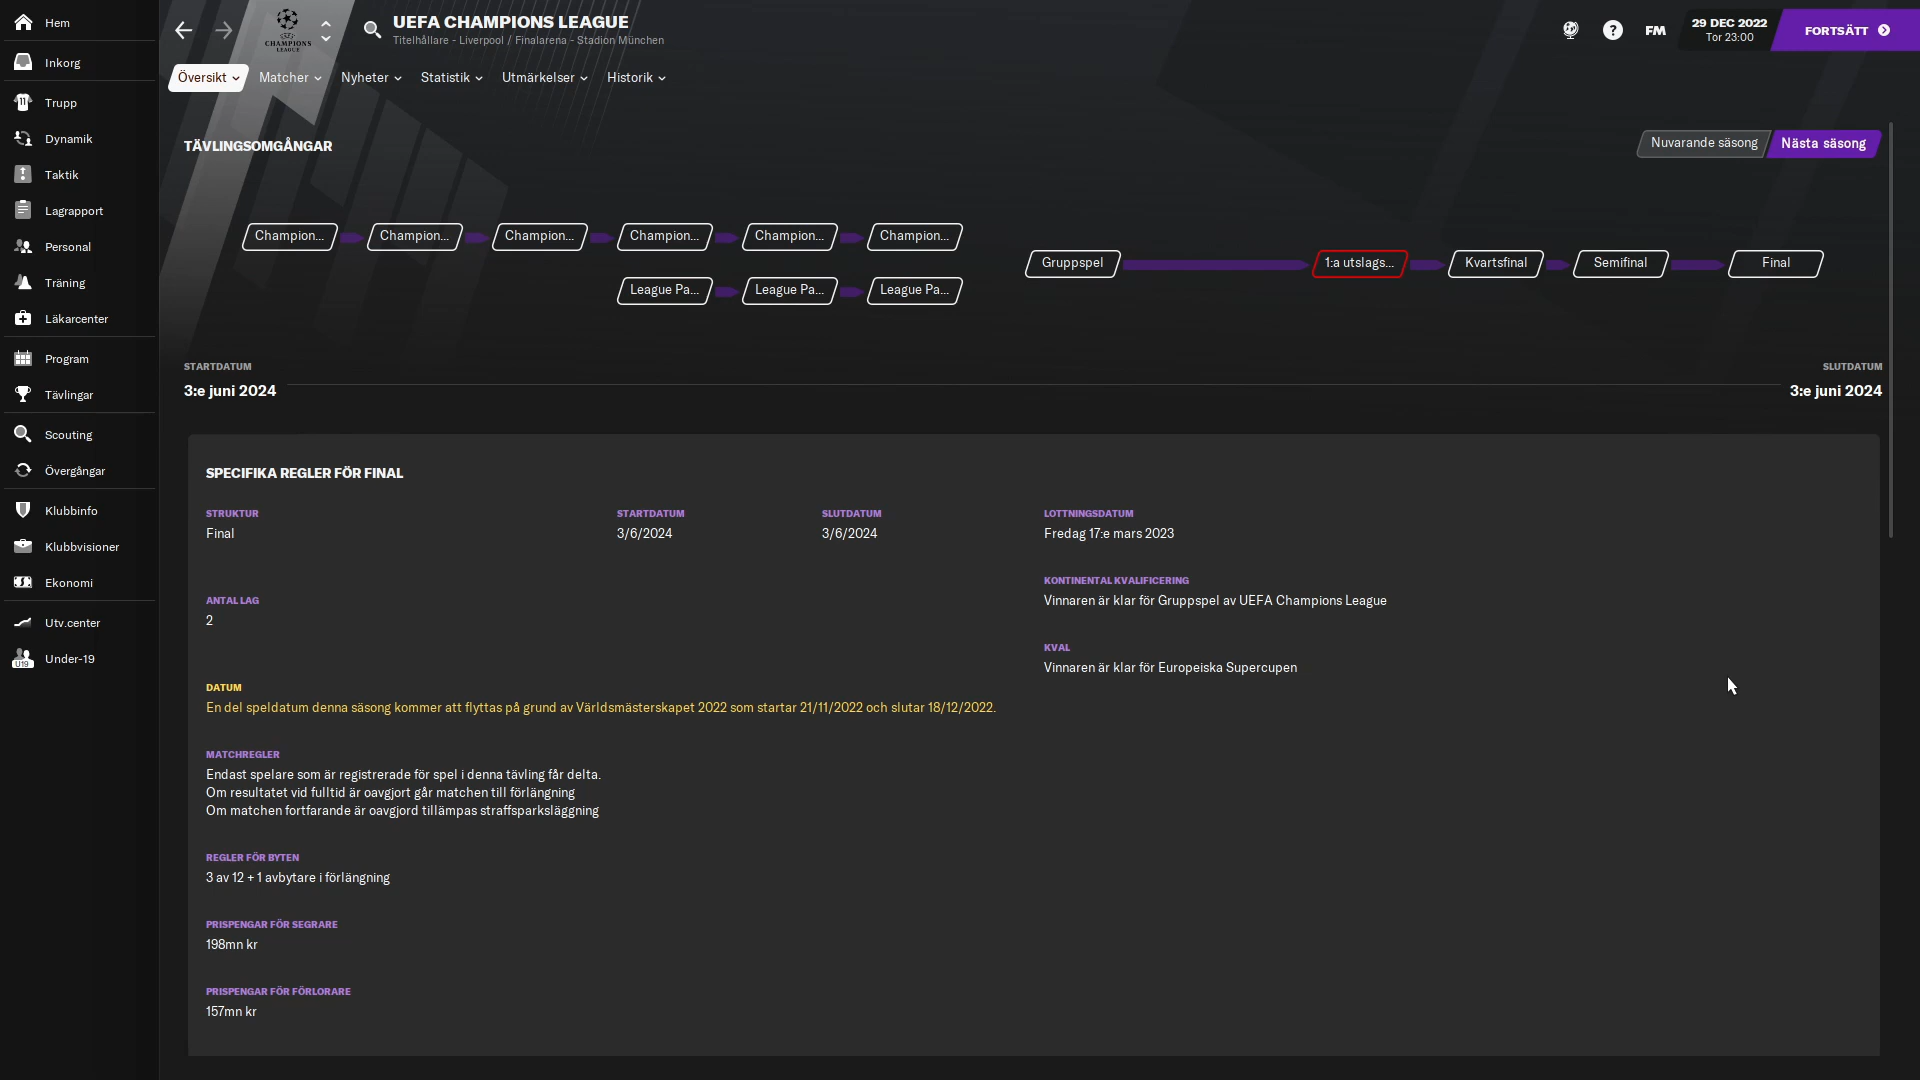 Hem
Inkorg
Trupp
Dynamik
Taktik
Lagrapport
Personal
Träning
Läkarcenter
Program
Tävlingar
Scouting
Övergångar
Klubbinfo
Klubbvisioner
Ekonomi
Utv.center
U19
Under-19
CHAMPIONS
LEAGUE
UEFA CHAMPIONS LEAGUE
Titelhållare - Liverpool / Finalarena - Stadion München
?
FM
29 DEC 2022
Tor 23:00
FORTSÄTT
Översikt
Matcher
Nyheter
Statistik
Utmärkelser
Historik
TÄVLINGSOMGÅNGAR
Nuvarande säsong
Nästa säsong
Champion...
Champion...
Champion...
Champion...
Champion...
Champion...
League Pa...
League Pa...
League Pa...
Gruppspel
1:a utslags...
Kvartsfinal
Semifinal
Final
STARTDATUM
3:e juni 2024
SLUTDATUM
3:e juni 2024
SPECIFIKA REGLER FÖR FINAL
STRUKTUR
Final
STARTDATUM
3/6/2024
SLUTDATUM
3/6/2024
LOTTNINGSDATUM
Fredag 17:e mars 2023
KONTINENTAL KVALIFICERING
Vinnaren är klar för Gruppspel av UEFA Champions League
ANTAL LAG
2
KVAL
Vinnaren är klar för Europeiska Supercupen
DATUM
En del speldatum denna säsong kommer att flyttas på grund av Världsmästerskapet 2022 som startar 21/11/2022 och slutar 18/12/2022.
MATCHREGLER
Endast spelare som är registrerade för spel i denna tävling får delta.
Om resultatet vid fulltid är oavgjort går matchen till förlängning
Om matchen fortfarande är oavgjord tillämpas straffsparksläggning
REGLER FÖR BYTEN
3 av 12 + 1 avbytare i förlängning
PRISPENGAR FÖR SEGRARE
198mn kr
PRISPENGAR FÖR FÖRLORARE
157mn kr